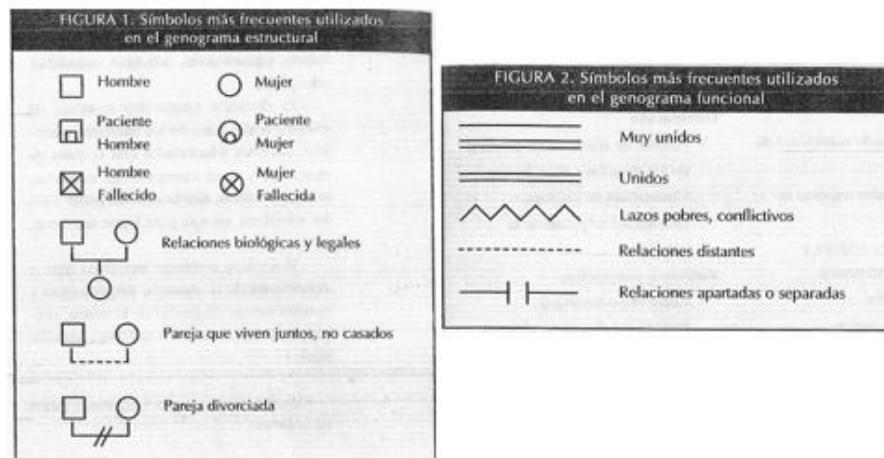 FIGURA 1. Símbolos más frecuentes utilizados
en el genograma estructural
Hombre
Mujer
Paciente
Hombre
Paciente
Mujer
Hombre
Fallecido
Mujer
Fallecida
Relaciones biológicas y legales
Pareja que viven juntos, no casados
Pareja divorciada
FIGURA 2. Símbolos más frecuentes utilizados
en el genograma funcional
Muy unidos
Unidos
Lazos pobres, conflictivos
Relaciones distantes
Relaciones apartadas o separadas